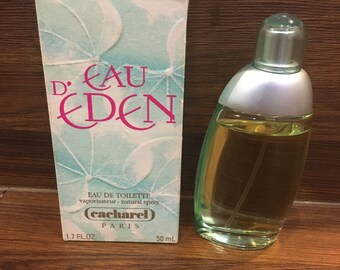 EAU
D'EDEN
EAU DE TOILETTE
vaporisateur - natural spray
cacharel
PARIS
1.7 FL.OZ. 50 mL